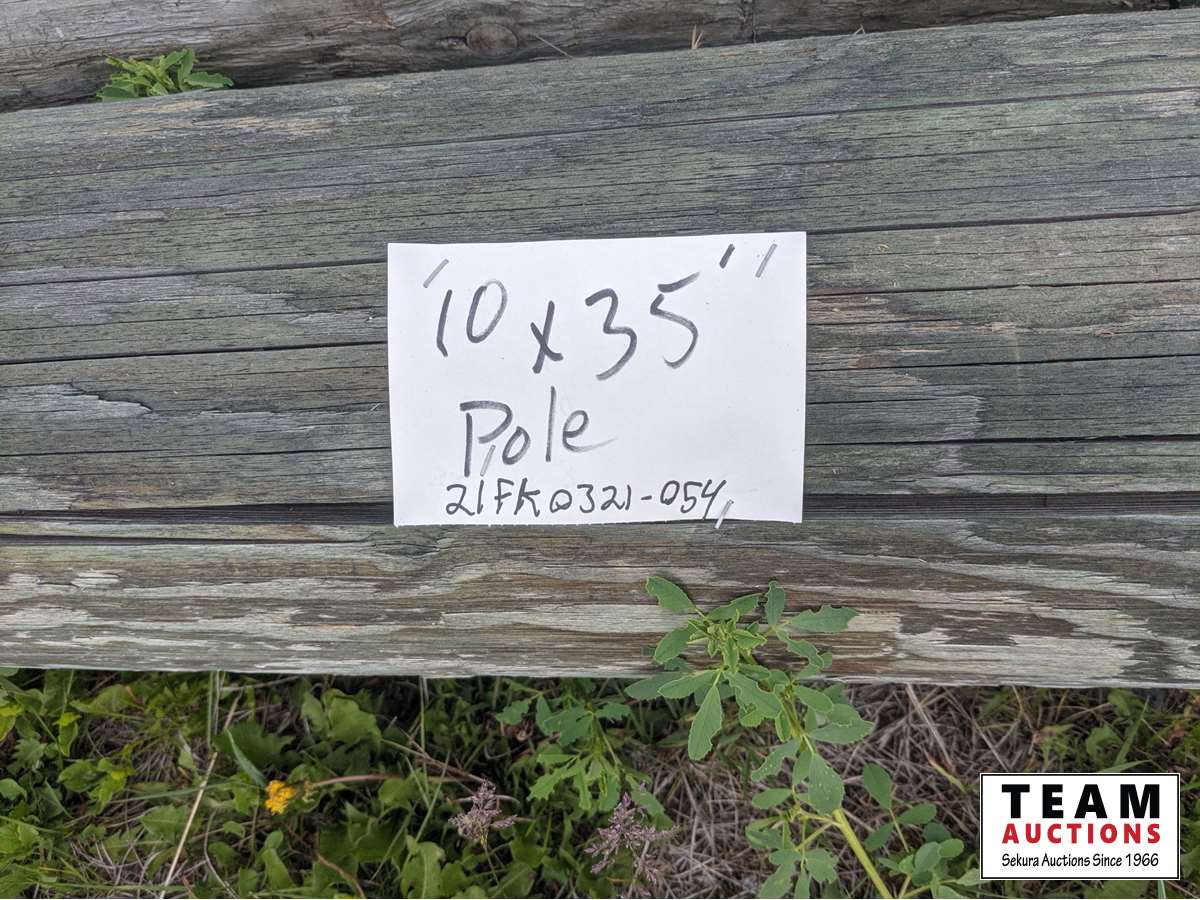 "10 x 35"
Pole
21FK0321-054
TEAM
AUCTIONS
Sekura Auctions Since 1966